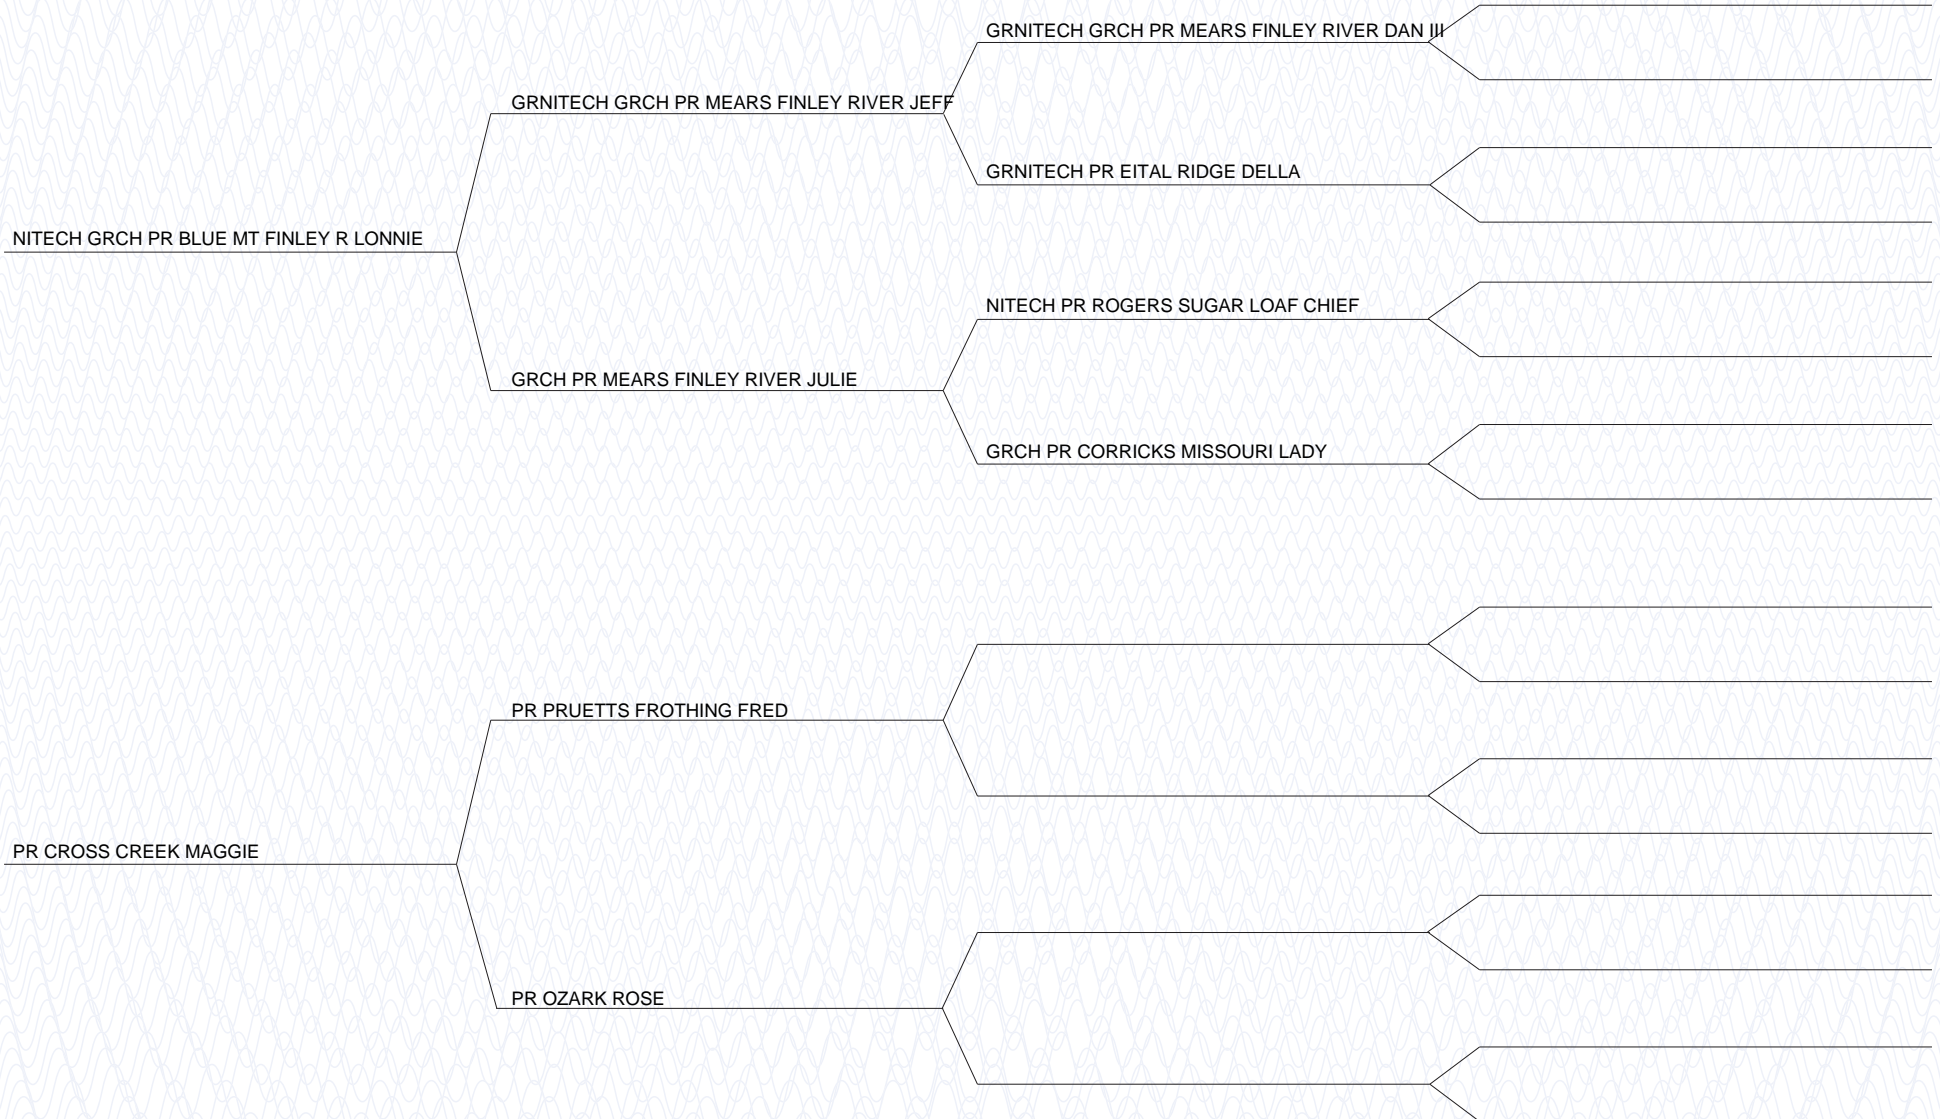 GRNITECH GRCH PR MEARS FINLEY RIVER DAN III
GRNITECH GRCH PR MEARS FINLEY RIVER JEFF
GRNITECH PR EITAL RIDGE DELLA
NITECH GRCH PR BLUE MT FINLEY R LONNIE
NITECH PR ROGERS SUGAR LOAF CHIEF
GRCH PR MEARS FINLEY RIVER JULIE
GRCH PR CORRICKS MISSOURI LADY
PR PRUETTS FROTHING FRED
PR CROSS CREEK MAGGIE
PR OZARK ROSE